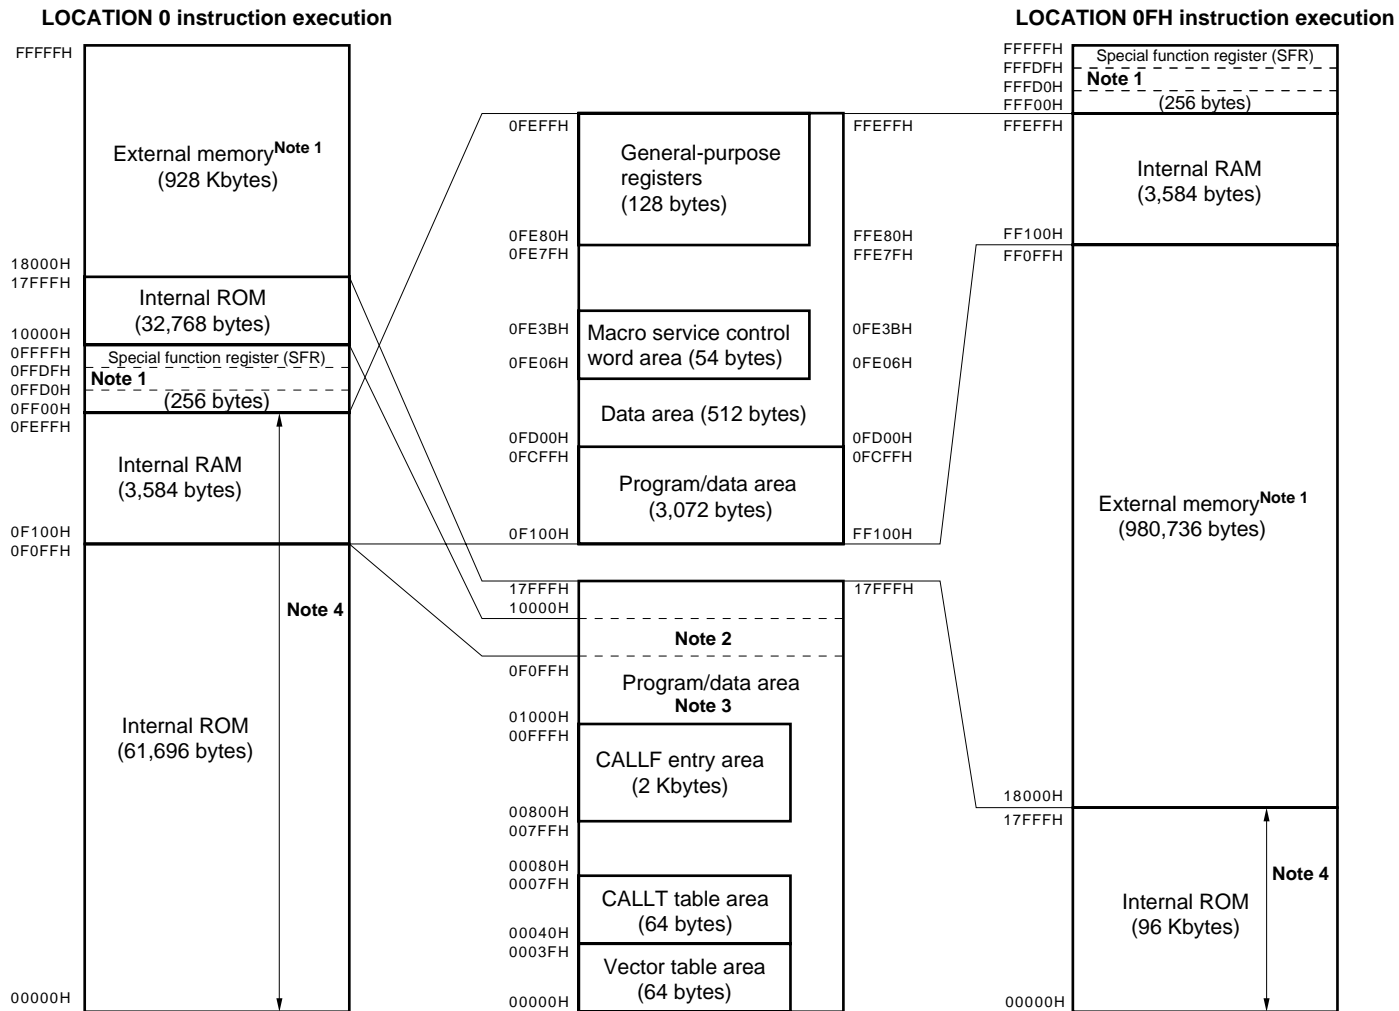 LOCATION 0 instruction execution
FFFFFH
External memory Note 1
(928 Kbytes)
18000H
17FFFH
Internal ROM
(32,768 bytes)
10000H
0FFFFH
Special function register (SFR)
0FFDFH
Note 1
0FFD0H
(256 bytes)
0FF00H
0FEFFH
Internal RAM
(3,584 bytes)
0F100H
0F0FFH
Note 4
Internal ROM
(61,696 bytes)
00000H
0FEFFH
FFEFFH
General-purpose
registers
(128 bytes)
0FE80H
FFE80H
0FE7FH
FFE7FH
0FE3BH
0FE3BH
Macro service control
word area (54 bytes)
0FE06H
0FE06H
Data area (512 bytes)
0FD00H
0FD00H
0FCFFH
0FCFFH
Program/data area
(3,072 bytes)
0F100H
FF100H
17FFFH
17FFFH
10000H
Note 2
0F0FFH
Program/data area
Note 3
01000H
00FFFH
CALLF entry area
(2 Kbytes)
00800H
007FFH
00080H
0007FH
CALLT table area
(64 bytes)
00040H
0003FH
Vector table area
(64 bytes)
00000H
LOCATION 0FH instruction execution
FFFFFH
Special function register (SFR)
FFFDFH
Note 1
FFFD0H
(256 bytes)
FFF00H
FFEFFH
Internal RAM
(3,584 bytes)
FF100H
FF0FFH
External memory Note 1
(980,736 bytes)
18000H
17FFFH
Note 4
Internal ROM
(96 Kbytes)
00000H